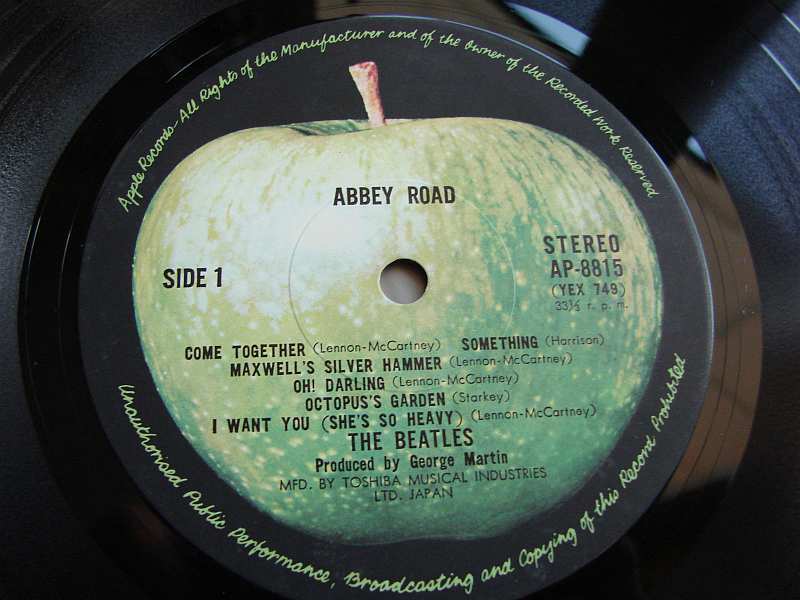 Apple Records-All Rights of the Manufacturer and of the Owner of the Recorded Work Reserved
ABBEY ROAD
SIDE 1
STEREO
AP-8815
(YEX 749)
33⅓ r. p. m.
COME TOGETHER (Lennon-McCartney) SOMETHING (Harrison)
MAXWELL'S SILVER HAMMER (Lennon-McCartney)
OH! DARLING (Lennon-McCartney)
OCTOPUS'S GARDEN (Starkey)
I WANT YOU (SHE'S SO HEAVY) (Lennon-McCartney)
THE BEATLES
Produced by George Martin
MFD. BY TOSHIBA MUSICAL INDUSTRIES
LTD. JAPAN
Unauthorised Public Performance, Broadcasting and Copying of this Record Prohibited